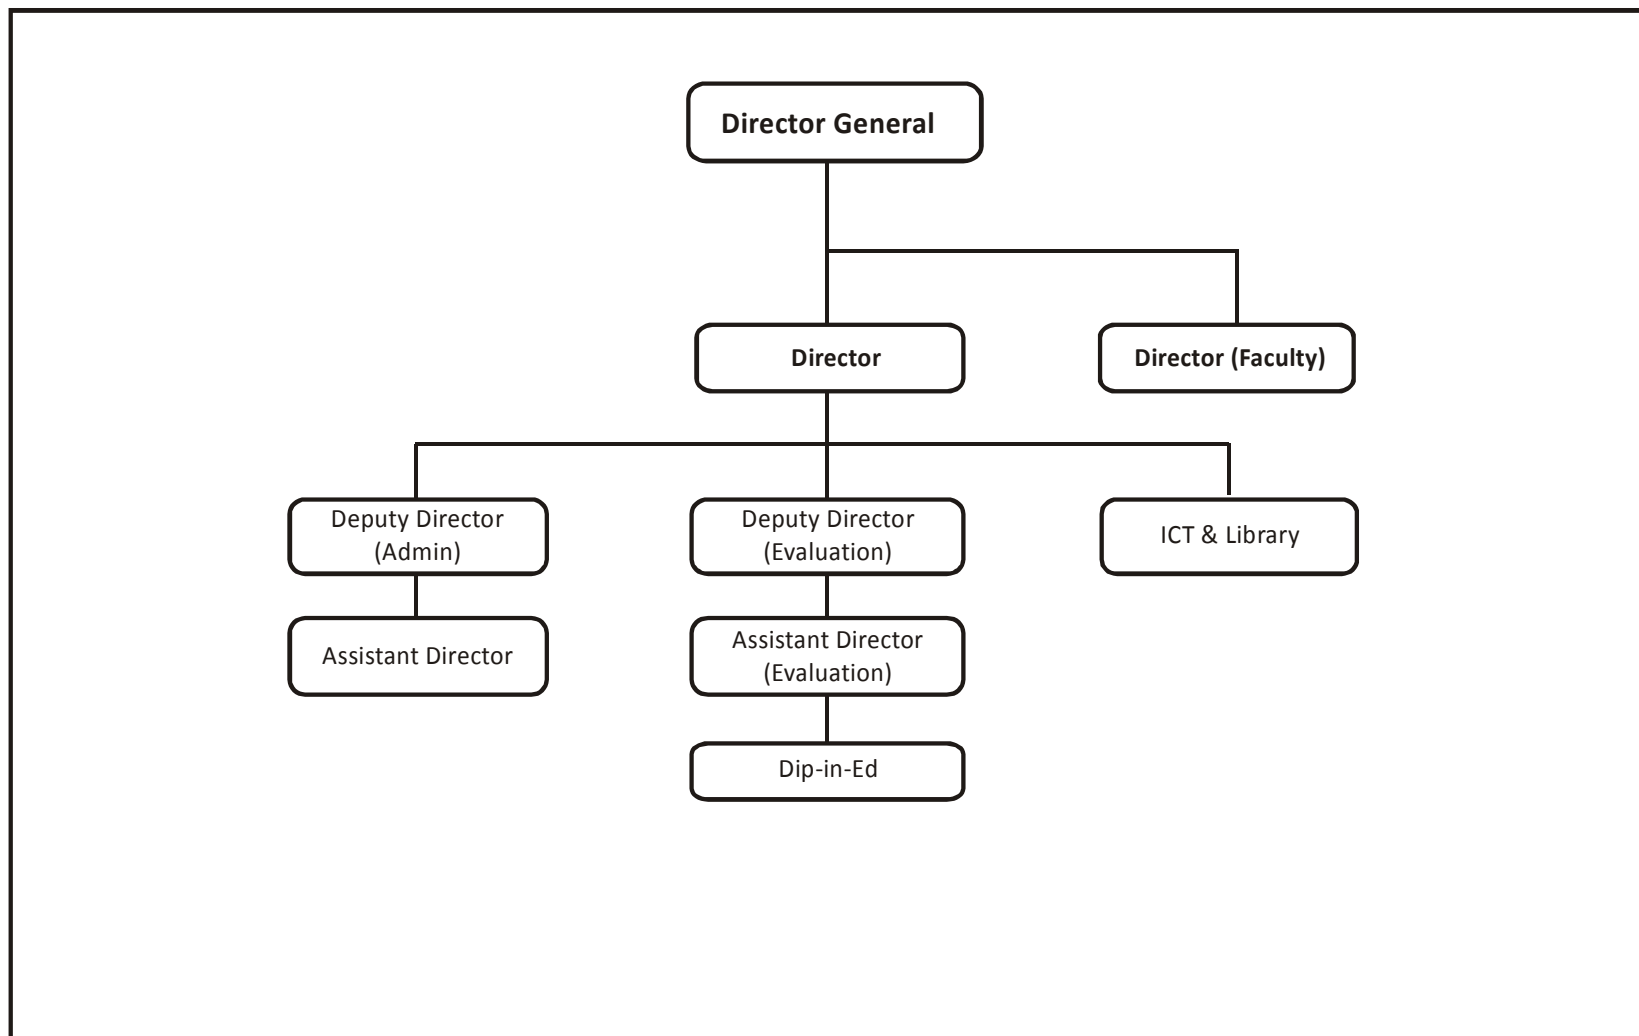 Director General
Director
Director (Faculty)
Deputy Director
(Admin)
Deputy Director
(Evaluation)
ICT & Library
Assistant Director
Assistant Director
(Evaluation)
Dip-in-Ed